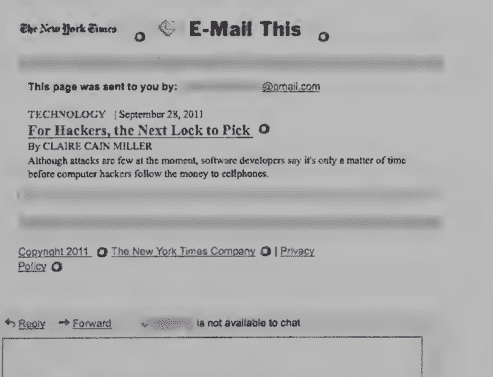 The New York Times E-Mail This
This page was sent to you by: @gmail.com
TECHNOLOGY | September 28, 2011
For Hackers, the Next Lock to Pick
By CLAIRE CAIN MILLER
Although attacks are few at the moment, software developers say it's only a matter of time
before computer hackers follow the money to cellphones.
Copyright 2011 The New York Times Company | Privacy
Policy
Reply Forward is not available to chat